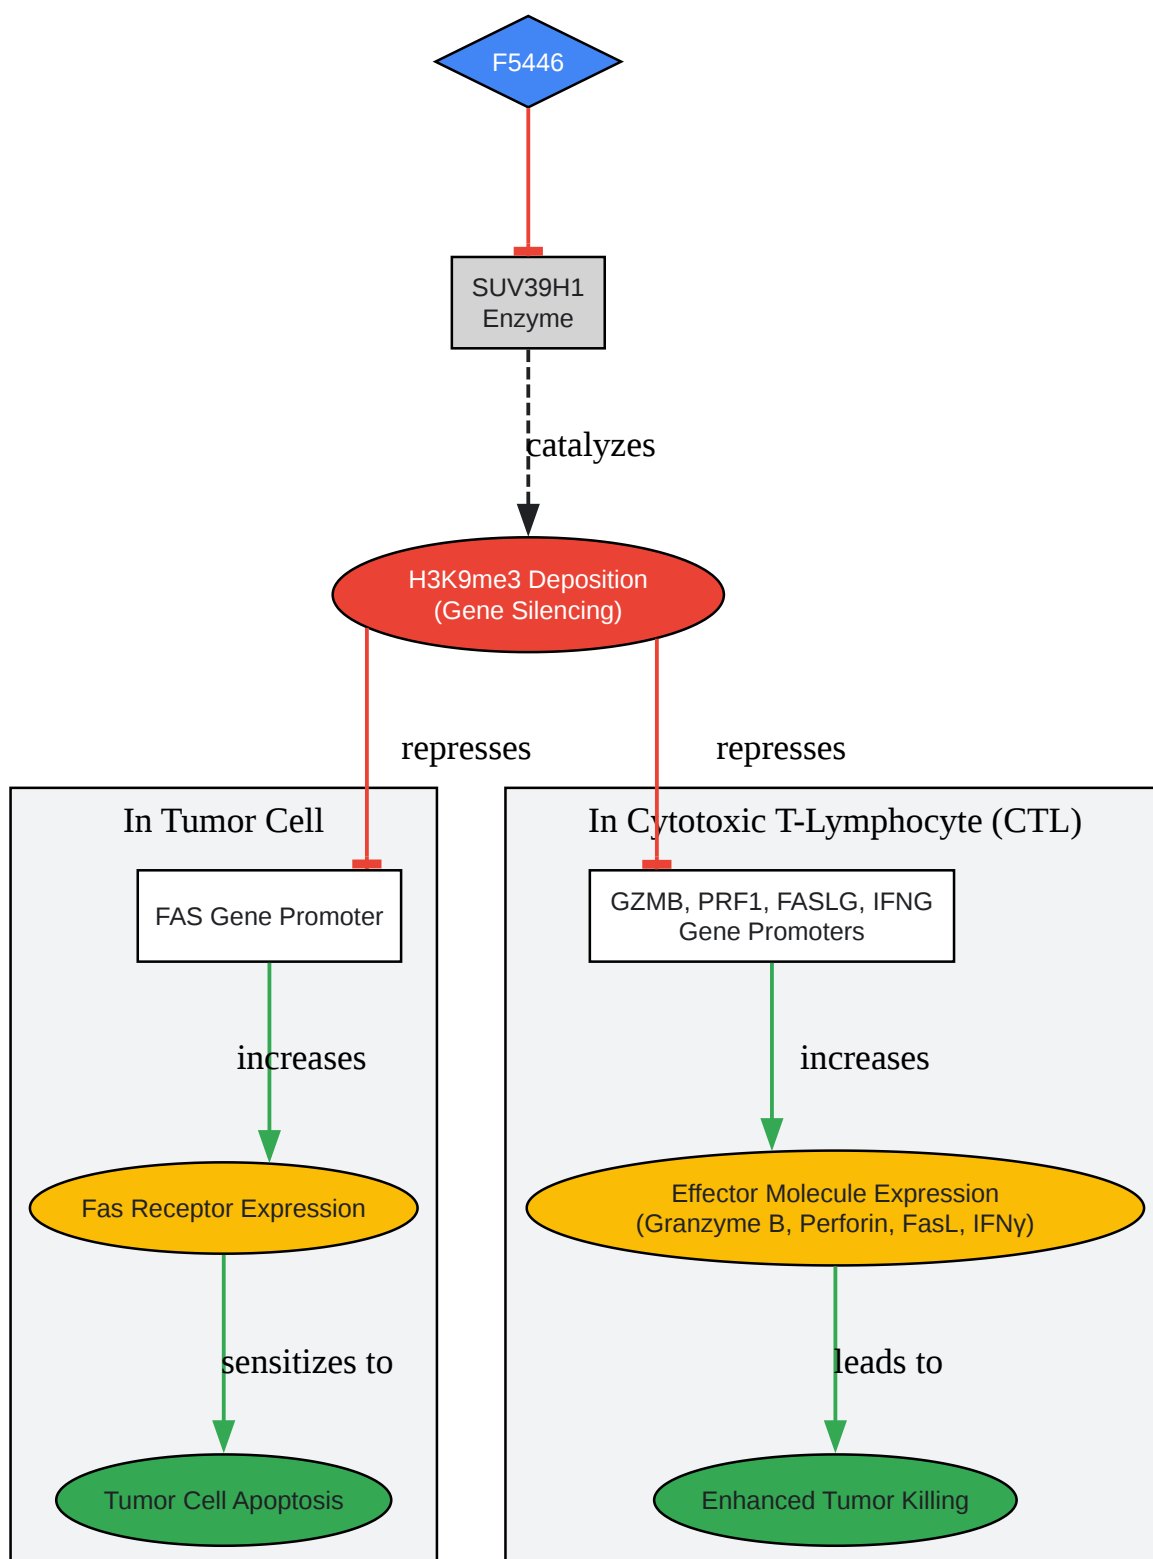 F5446
SUV39H1
Enzyme
catalyzes
H3K9me3 Deposition
(Gene Silencing)
represses
represses
In Tumor Cell
In Cytotoxic T-Lymphocyte (CTL)
FAS Gene Promoter
GZMB, PRF1, FASLG, IFNG
Gene Promoters
increases
increases
Fas Receptor Expression
Effector Molecule Expression
(Granzyme B, Perforin, FasL, IFNγ)
sensitizes to
leads to
Tumor Cell Apoptosis
Enhanced Tumor Killing